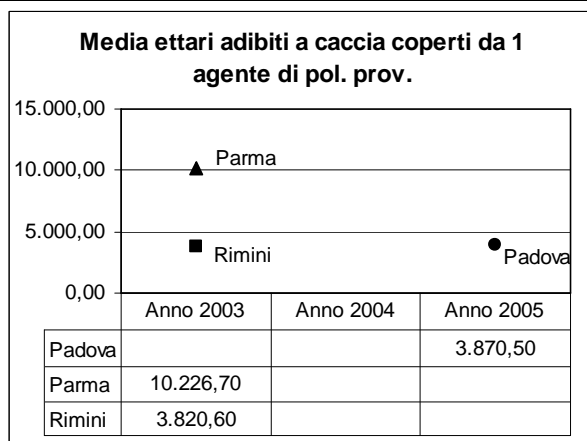 Media ettari adibiti a caccia coperti da 1
agente di pol. prov.
15.000,00
10.000,00
5.000,00
0,00
Parma
Rimini
Padova
Anno 2003 Anno 2004 Anno 2005
Padova 3.870,50
Parma 10.226,70
Rimini 3.820,60